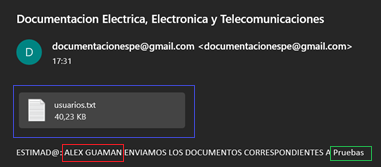 Documentacion Electrica, Electronica y Telecomunicaciones
D
documentacionespe@gmail.com <documentacionespe@gmail.com>
17:31
usuarios.txt
40,23 KB
ESTIMAD@: ALEX GUAMAN ENVIAMOS LOS DOCUMENTOS CORRESPONDIENTES A Pruebas